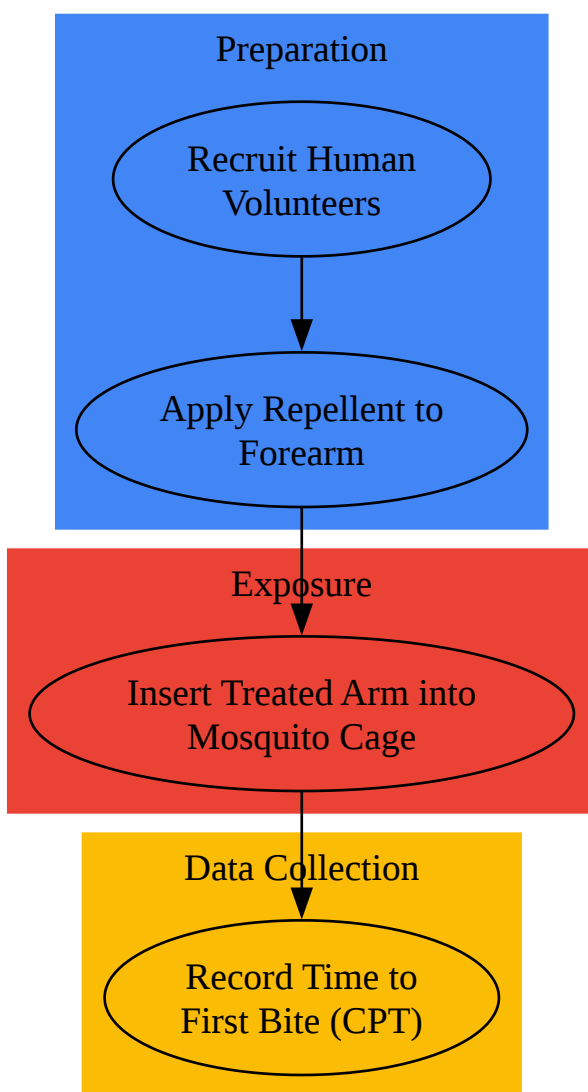 Preparation
Recruit Human
Volunteers
Apply Repellent to
Forearm
Exposure
Insert Treated Arm into
Mosquito Cage
Data Collection
Record Time to
First Bite (CPT)